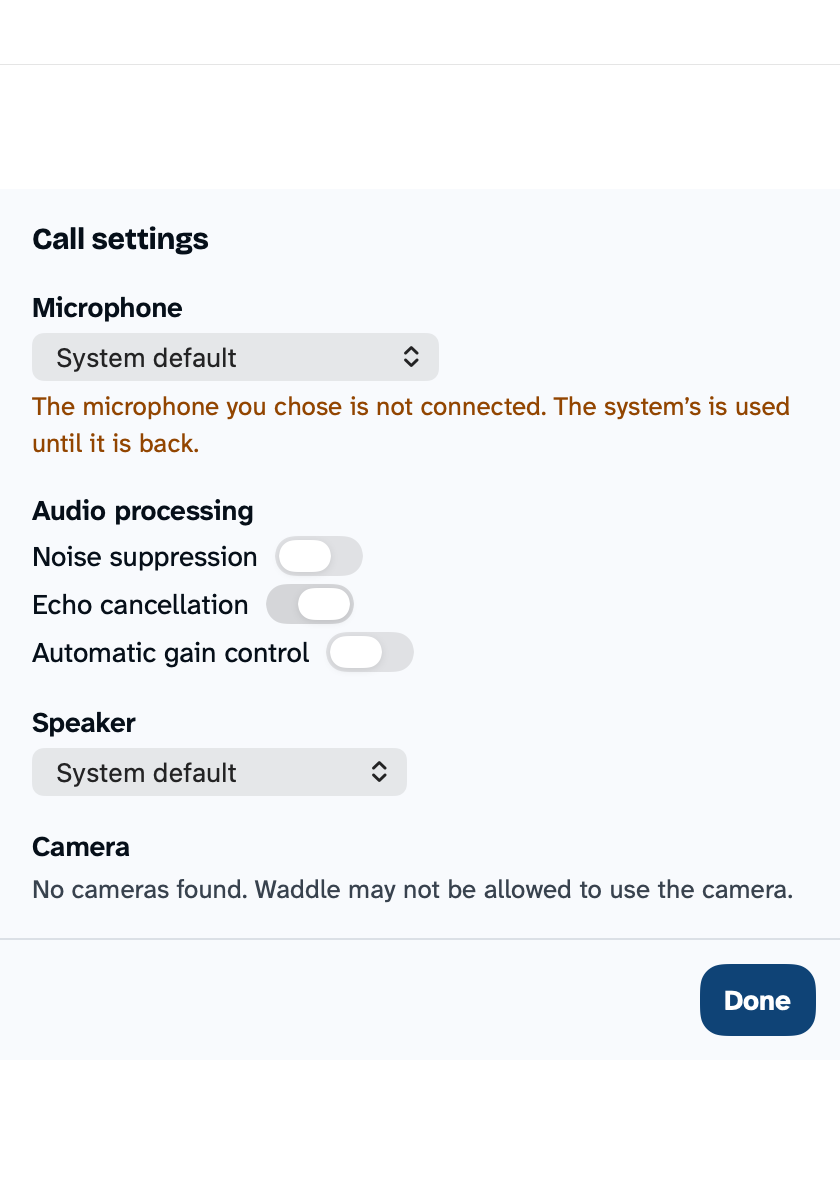 Call settings
Microphone
System default
The microphone you chose is not connected. The system’s is used
until it is back.
Audio processing
Noise suppression
Echo cancellation
Automatic gain control
Speaker
System default
Camera
No cameras found. Waddle may not be allowed to use the camera.
Done